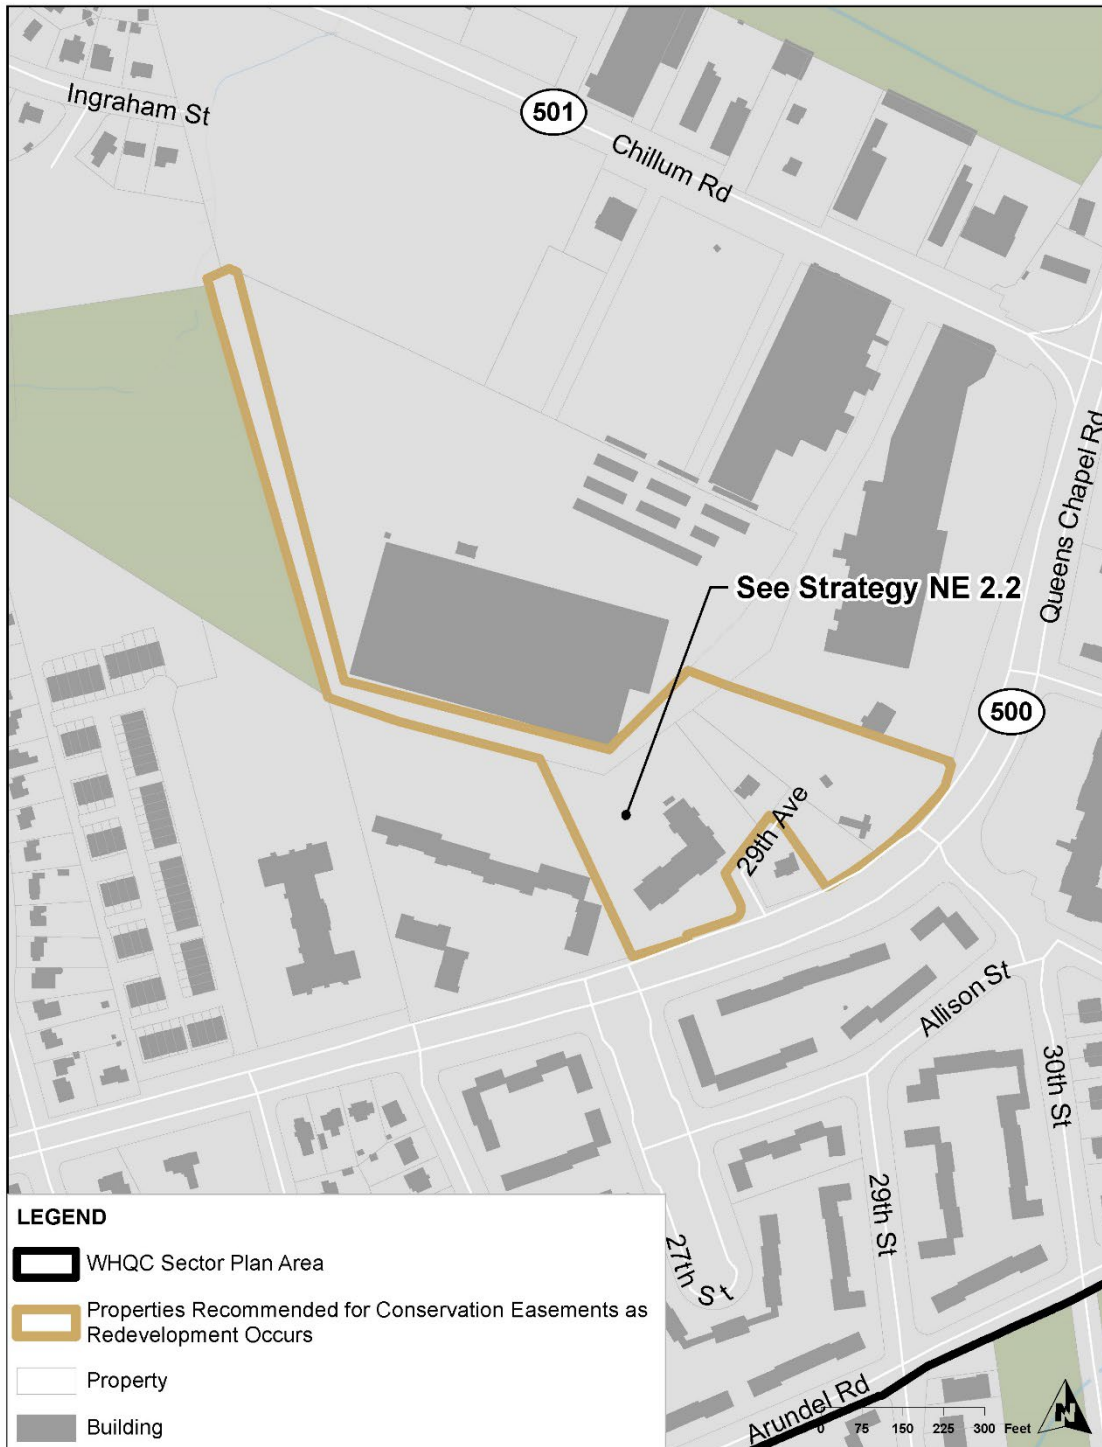 Ingraham St
501
Chillum Rd
Queens Chapel Rd
See Strategy NE 2.2
500
29th Ave
Allison St
30th St
29th St
27th St
Arundel Rd
LEGEND
WHQC Sector Plan Area
Properties Recommended for Conservation Easements as
Redevelopment Occurs
Property
Building
0 75 150 225 300 Feet
N